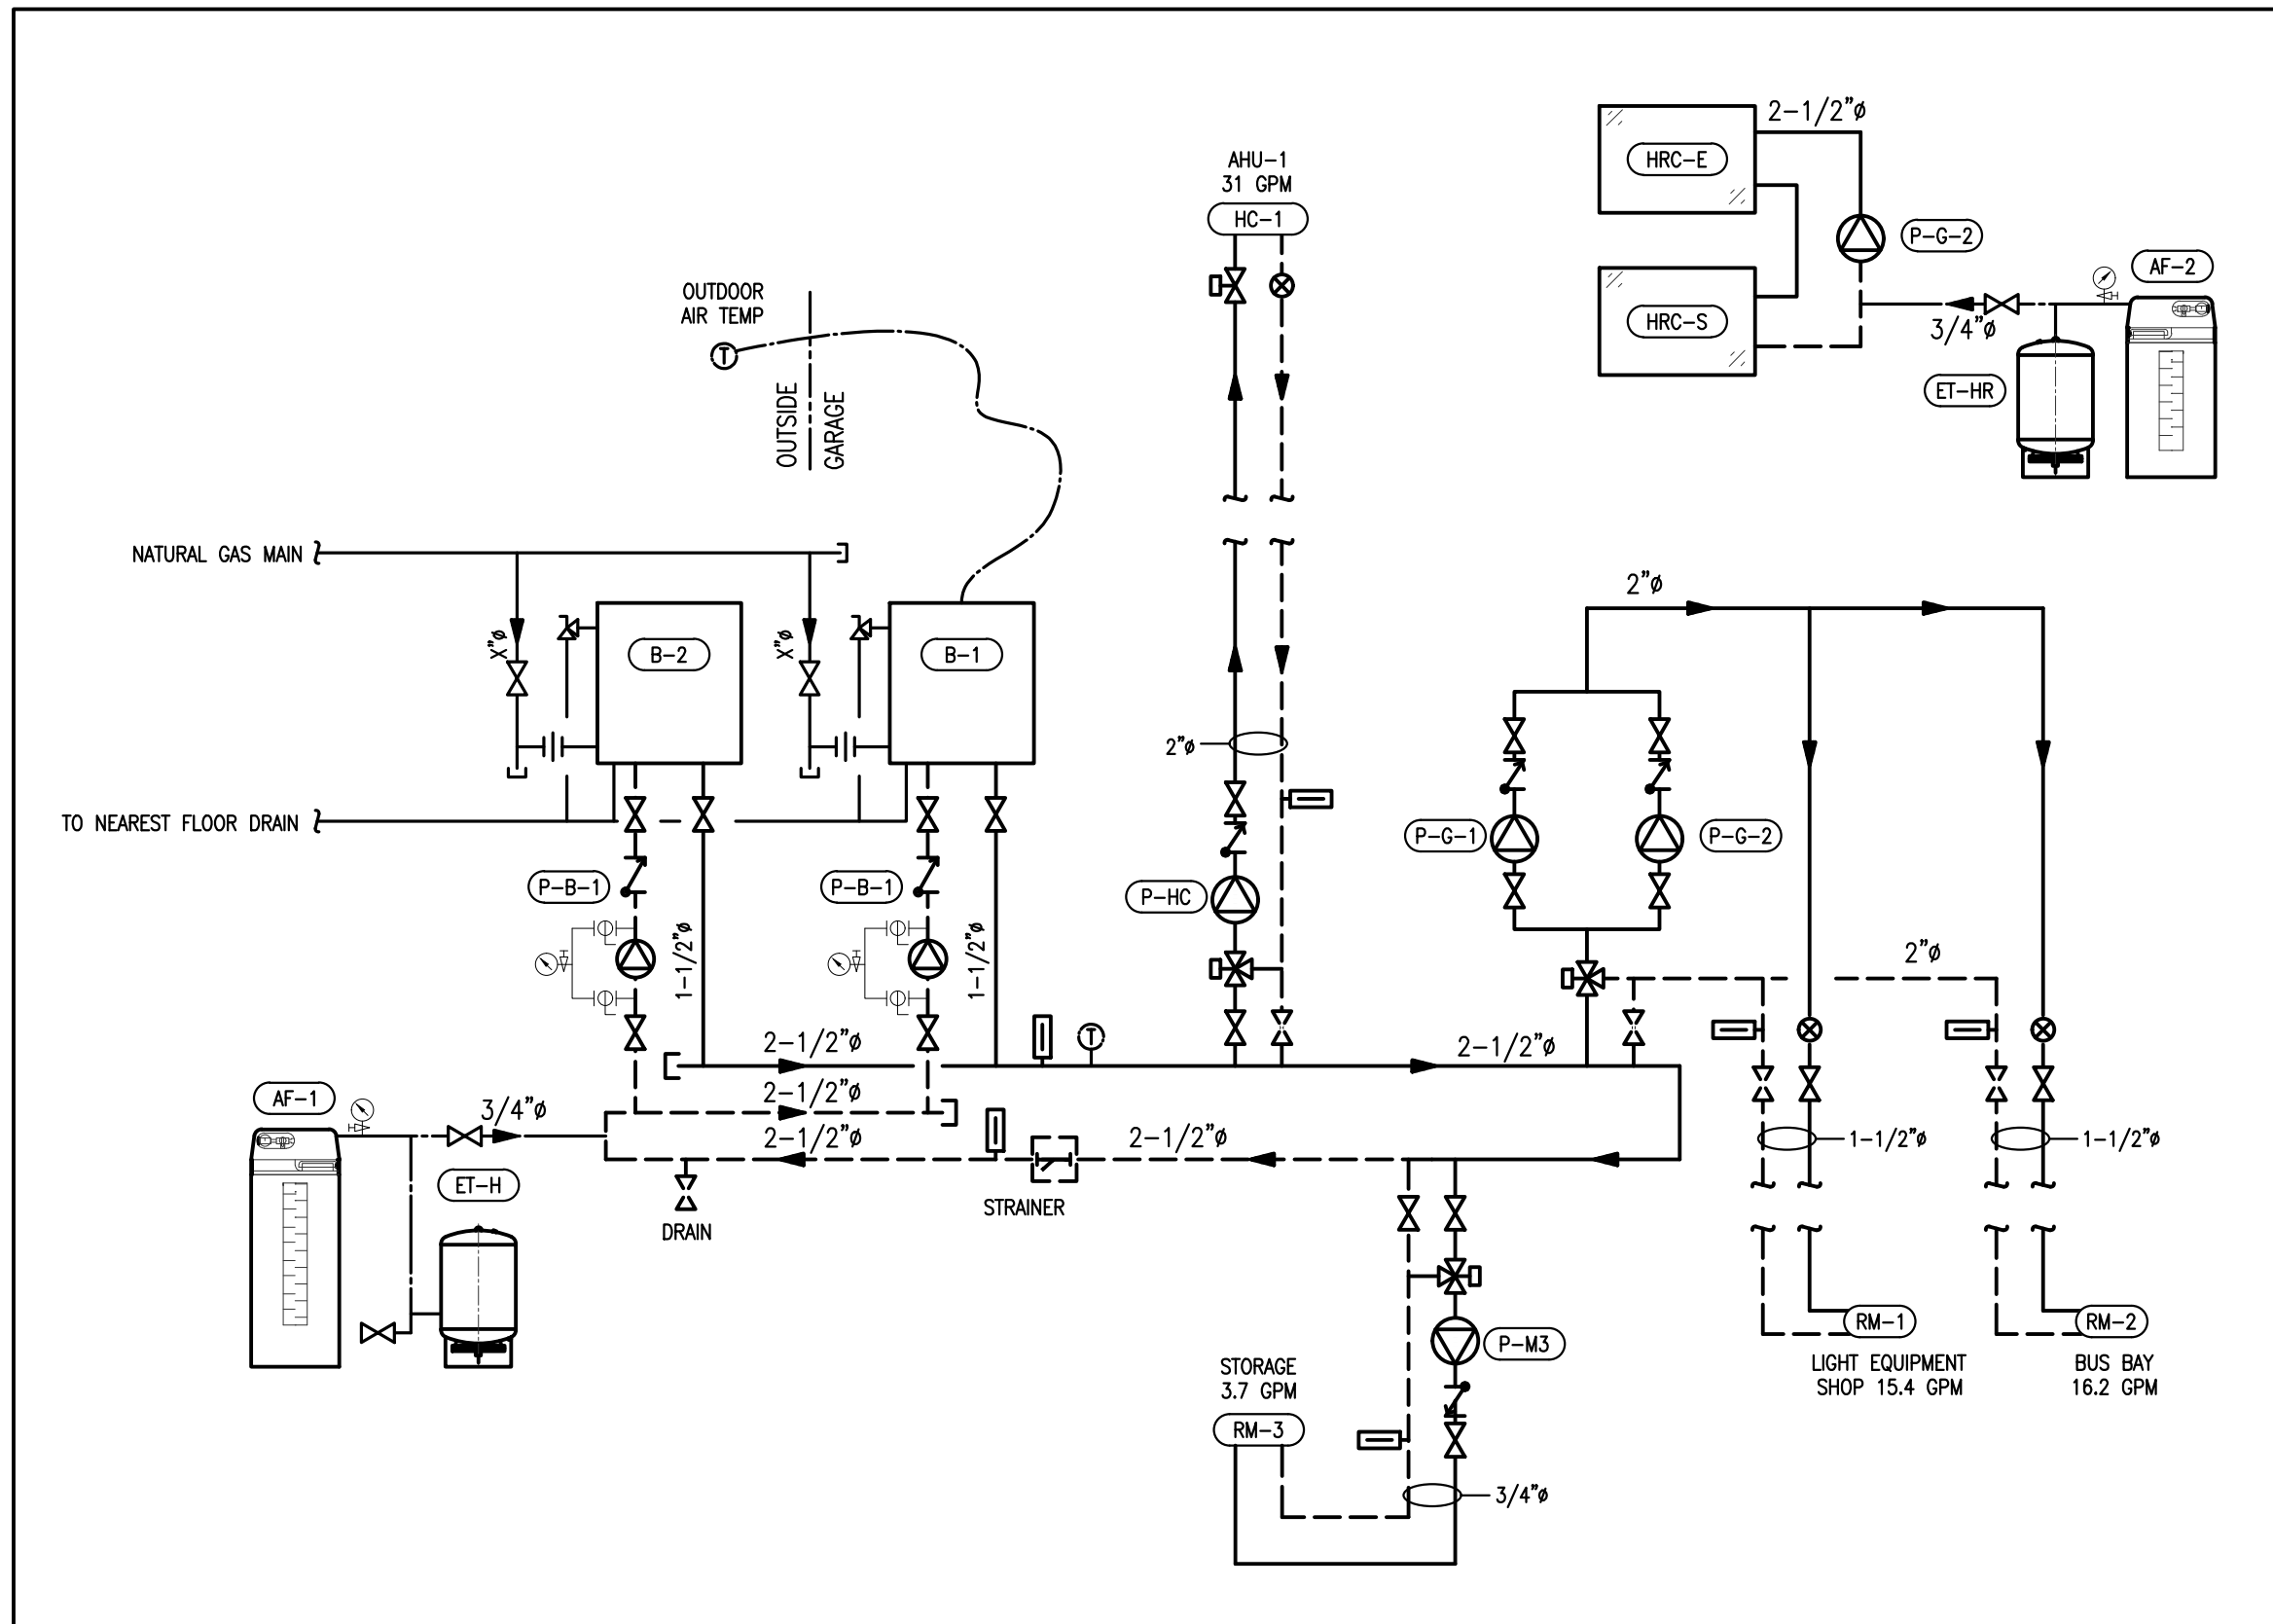 2-1/2"ø
HRC-E
AHU-1
31 GPM
HC-1
P-G-2
AF-2
OUTDOOR
AIR TEMP
T
HRC-S
3/4"ø
ET-HR
OUTSIDE
GARAGE
NATURAL GAS MAIN
2"ø
X"ø
B-2
X"ø
B-1
2"ø
TO NEAREST FLOOR DRAIN
P-G-1
P-G-2
P-B-1
P-B-1
P-HC
1-1/2"ø
1-1/2"ø
2"ø
T
2-1/2"ø
2-1/2"ø
2-1/2"ø
AF-1
3/4"ø
2-1/2"ø
2-1/2"ø
1-1/2"ø
1-1/2"ø
ET-H
STRAINER
DRAIN
RM-1
RM-2
P-M3
STORAGE
3.7 GPM
LIGHT EQUIPMENT
SHOP 15.4 GPM
BUS BAY
16.2 GPM
RM-3
3/4"ø